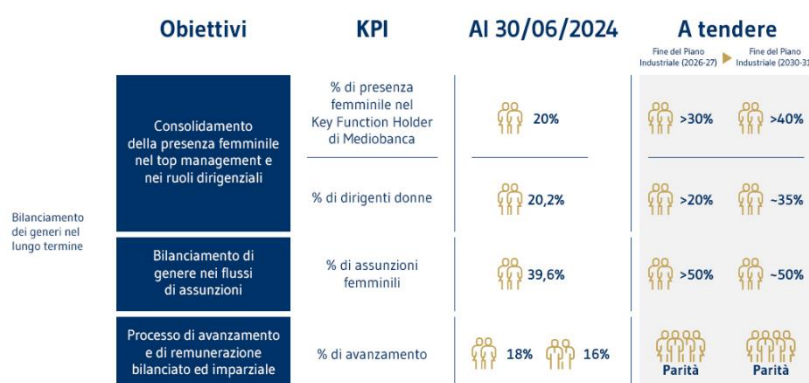 Obiettivi
KPI
Al 30/06/2024
A tendere
Fine del Piano
Industriale (2026-27)
Fine del Piano
Industriale (2030-31
Bilanciamento
dei generi nel
lungo termine
Consolidamento
della presenza femminile
nel top management e
nei ruoli dirigenziali
% di presenza
femminile nel
Key Function Holder
di Mediobanca
20%
>30%
>40%
% di dirigenti donne
20,2%
>20%
~35%
Bilanciamento di
genere nei flussi
di assunzioni
% di assunzioni
femminili
39,6%
>50%
~50%
Processo di avanzamento
e di remunerazione
bilanciato ed imparziale
% di avanzamento
18%
16%
Parità
Parità